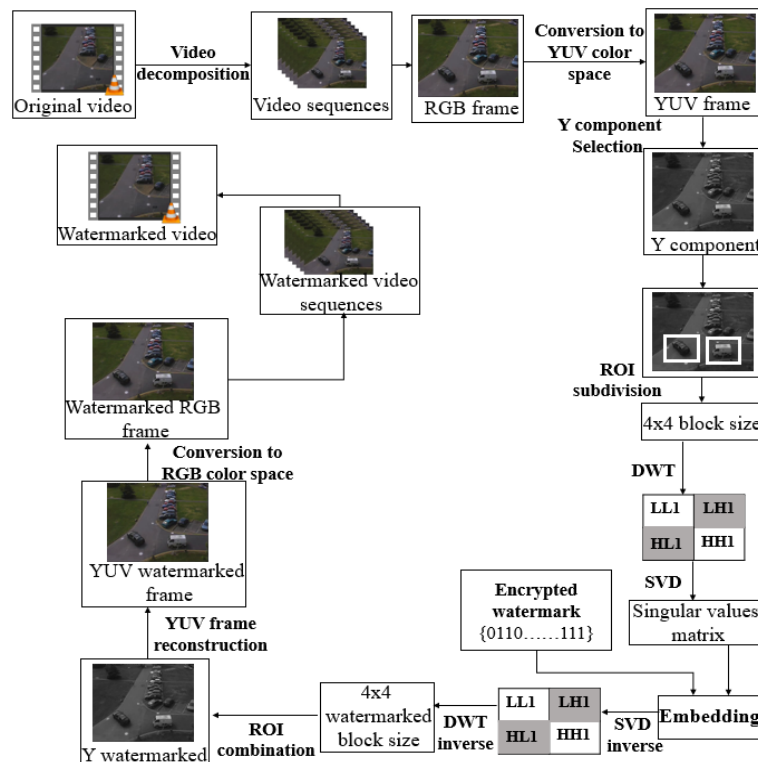 Original video
Video
decomposition
Video sequences
RGB frame
Conversion to
YUV color
space
YUV frame
Y component
Selection
Y component
ROI
subdivision
4x4 block size
DWT
LL1 LH1
HL1 HH1
SVD
Singular values
matrix
Encrypted
watermark
{0110......111}
Embedding
SVD
inverse
LL1 LH1
HL1 HH1
DWT
inverse
4x4
watermarked
block size
ROI
combination
Y watermarked
YUV frame
reconstruction
YUV watermarked
frame
Conversion to
RGB color space
Watermarked RGB
frame
Watermarked video
sequences
Watermarked video